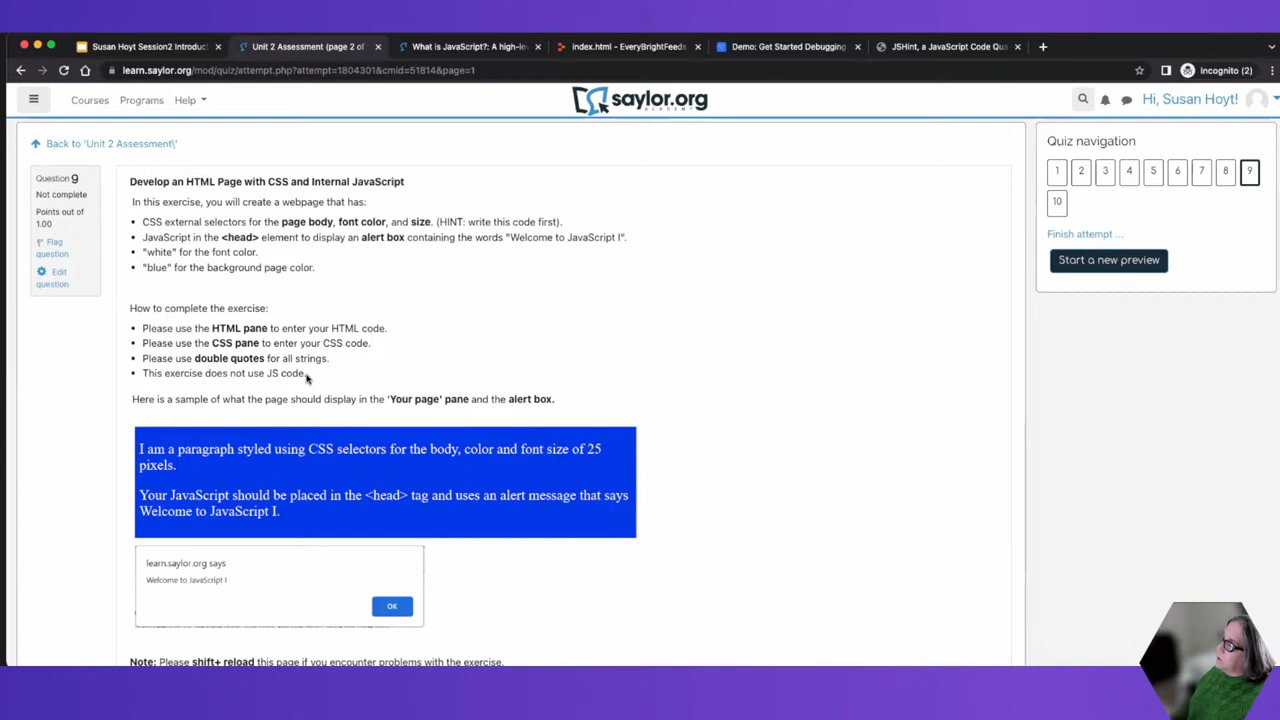 Susan Hoyt Session2 Introduc
Unit 2 Assessment (page 2 of
What is JavaScript?: A high-lev
index.html - EveryBrightFeeds
Demo: Get Started Debugging
JSHint, a JavaScript Code Qua
learn.saylor.org/mod/quiz/attempt.php?attempt=1804301&cmid=51814&page=1
Incognito (2)
Courses Programs Help
saylor.org
ACADEMY
Hi, Susan Hoyt!
Back to 'Unit 2 Assessment\'
Question 9
Not complete
Points out of
1.00
Flag
question
Edit
question
Develop an HTML Page with CSS and Internal JavaScript
In this exercise, you will create a webpage that has:
• CSS external selectors for the page body, font color, and size. (HINT: write this code first).
• JavaScript in the <head> element to display an alert box containing the words "Welcome to JavaScript I".
• "white" for the font color.
• "blue" for the background page color.
How to complete the exercise:
• Please use the HTML pane to enter your HTML code.
• Please use the CSS pane to enter your CSS code.
• Please use double quotes for all strings.
• This exercise does not use JS code.
Here is a sample of what the page should display in the 'Your page' pane and the alert box.
I am a paragraph styled using CSS selectors for the body, color and font size of 25
pixels.
Your JavaScript should be placed in the <head> tag and uses an alert message that says
Welcome to JavaScript I.
learn.saylor.org says
Welcome to JavaScript I
OK
Note: Please shift+ reload this page if you encounter problems with the exercise.
Quiz navigation
1 2 3 4 5 6 7 8 9
10
Finish attempt ...
Start a new preview